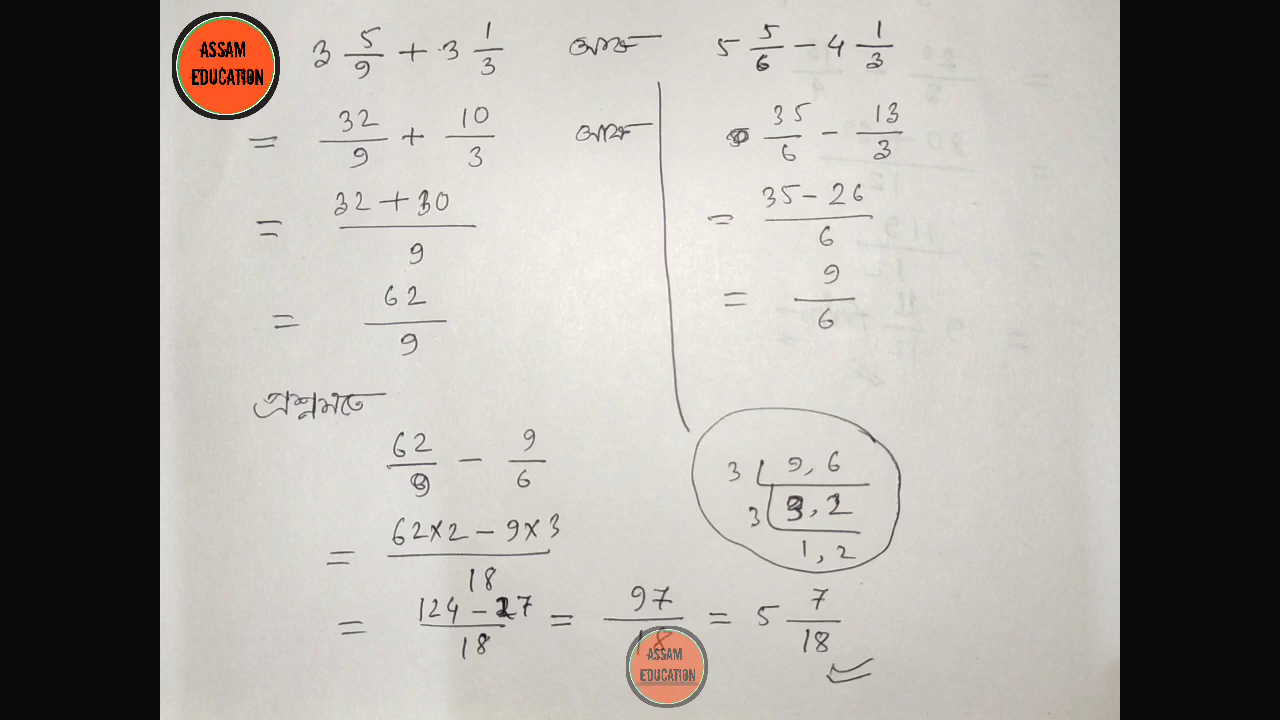 ASSAM
EDUCATION
3 5/9 + 3 1/3 আৰু 5 5/6 - 4 1/3
= 32/9 + 10/3 আৰু 35/6 - 13/3
= (32 + 30)/9
= 62/9
= (35 - 26)/6
= 9/6
প্ৰশ্নমতে
62/9 - 9/6
3 | 9, 6
3 | 3, 2
1, 2
= (62×2 - 9×3)/18
= (124 - 27)/18 = 97/18 = 5 7/18
ASSAM
EDUCATION